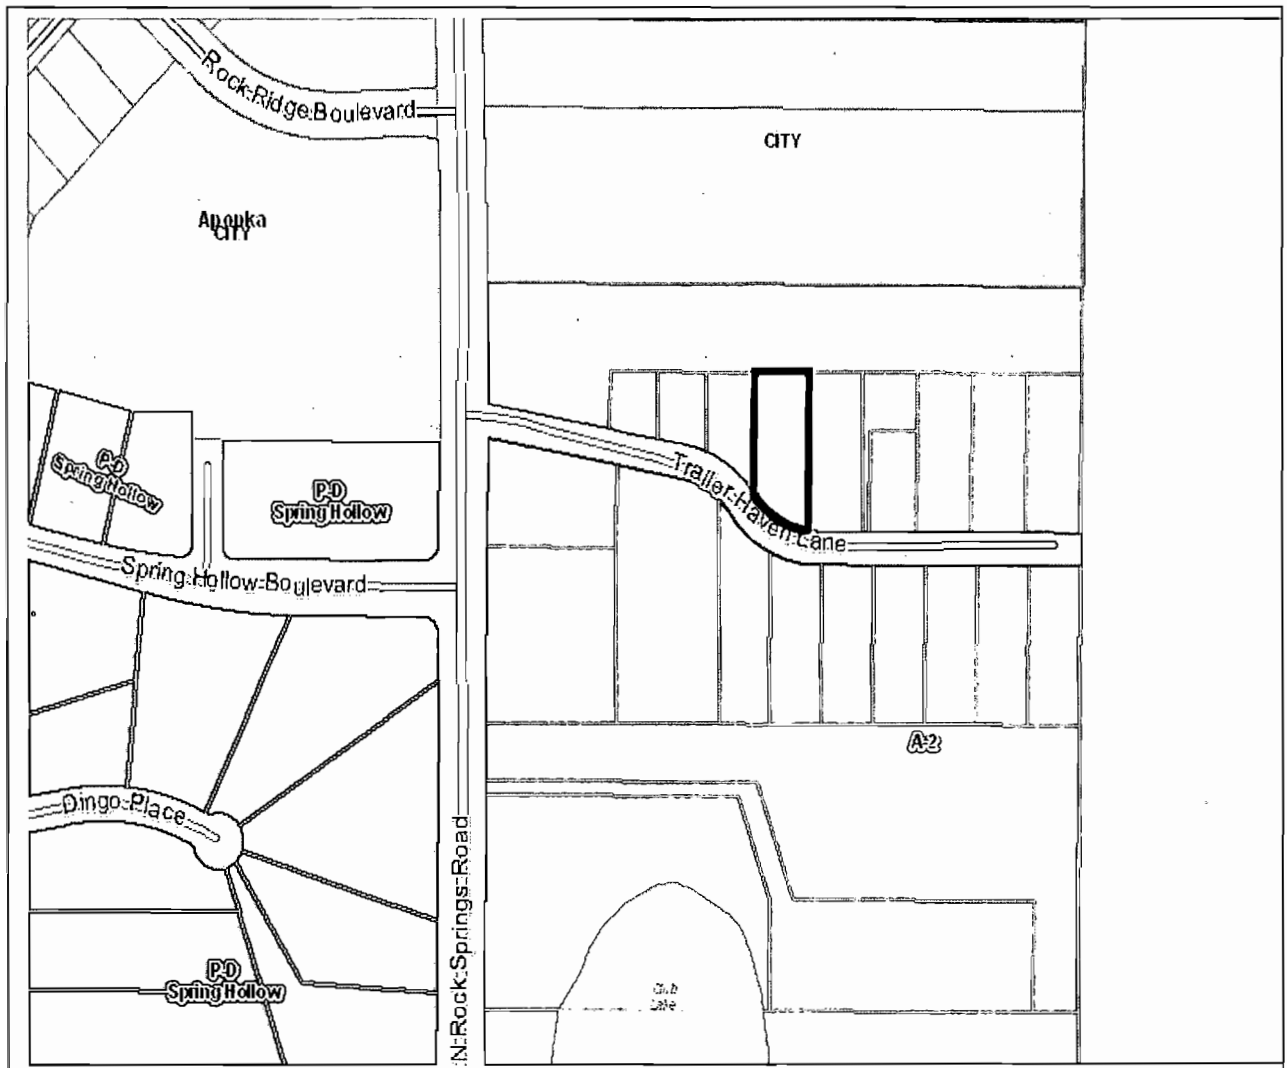 Rock Ridge Boulevard
CITY
Apopka
CITY
P-D
Spring Hollow
P-D
Spring Hollow
Trailer Haven Lane
Spring Hollow Boulevard
A-2
Dingo Place
N Rock Springs Road
P-D
Spring Hollow
Lake